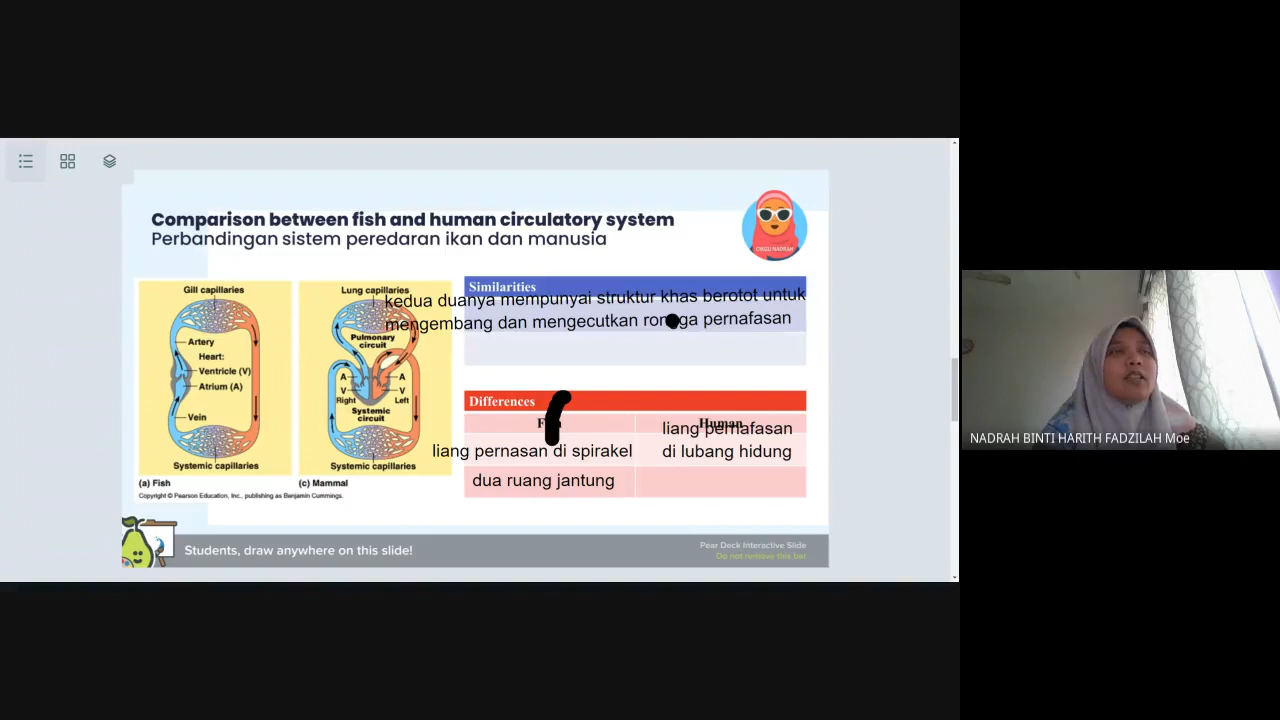 Comparison between fish and human circulatory system
Perbandingan sistem peredaran ikan dan manusia
CIKGU NADRAH
Gill capillaries
Artery
Heart:
Ventricle (V)
Atrium (A)
Vein
Systemic capillaries
(a) Fish
Lung capillaries
Pulmonary
circuit
A A
V V
Right Left
Systemic
circuit
Systemic capillaries
(c) Mammal
Copyright © Pearson Education, Inc., publishing as Benjamin Cummings.
Similarities
kedua duanya mempunyai struktur khas berotot untuk
mengembang dan mengecutkan pernafasan
Differences
Human
liang pernafasan
liang pernasan di spirakel di lubang hidung
dua ruang jantung
Students, draw anywhere on this slide!
Pear Deck Interactive Slide
Do not remove this bar
NADRAH BINTI HARITH FADZILAH Moe